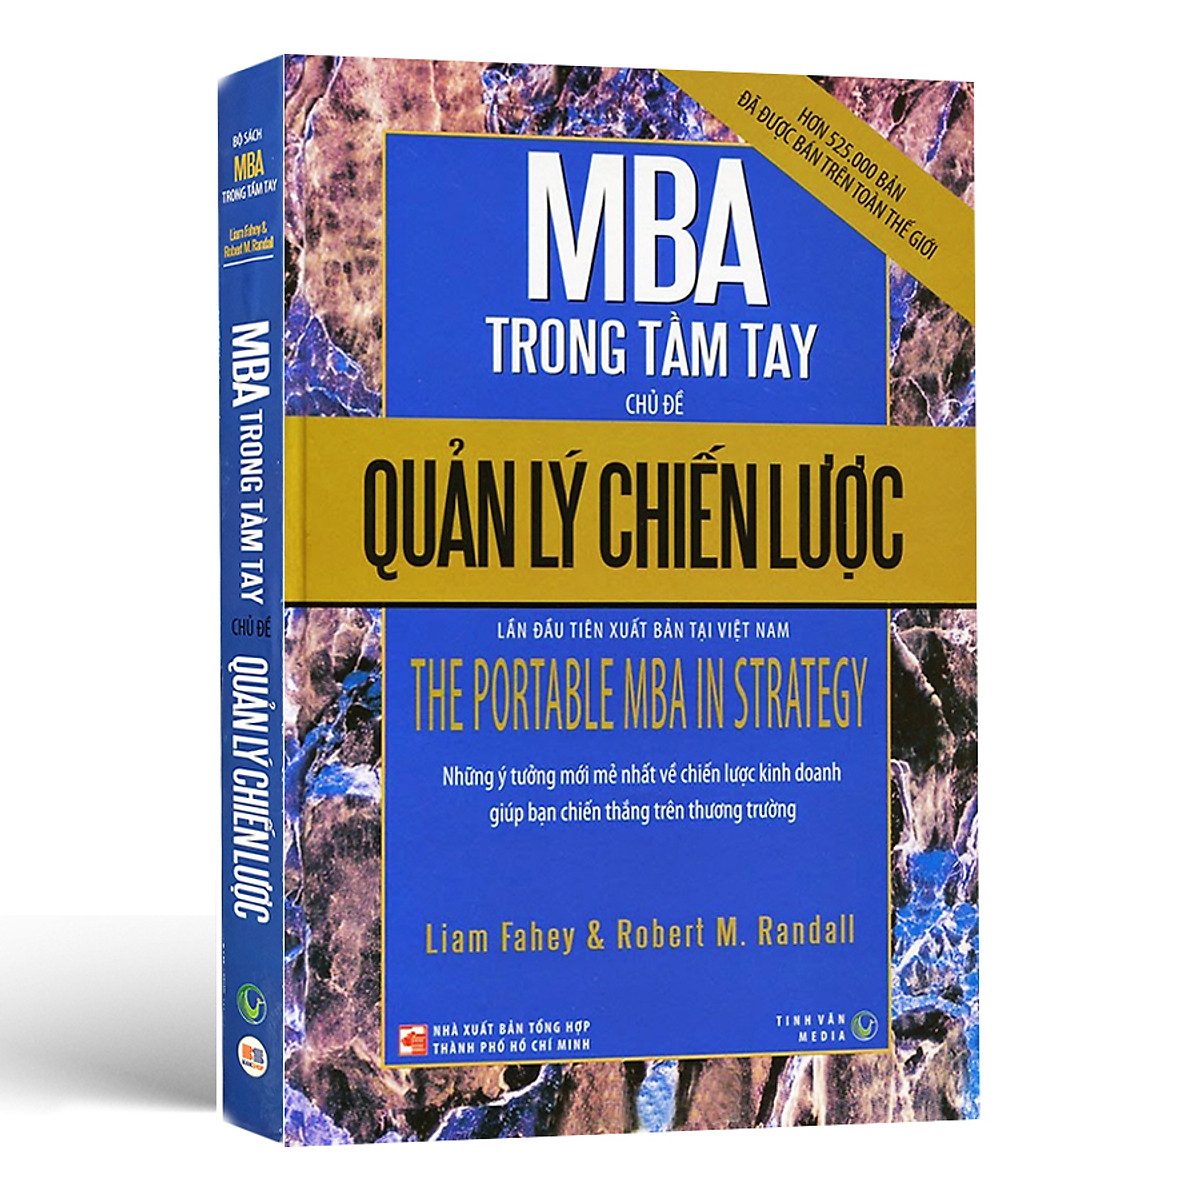 BỘ SÁCH
MBA
TRONG TẦM TAY
Liam Fahey &
Robert M. Randall
MBA TRONG TẦM TAY
CHỦ ĐỀ
QUẢN LÝ CHIẾN LƯỢC
HƠN 525.000 BẢN
ĐÃ ĐƯỢC BÁN TRÊN TOÀN THẾ GIỚI
MBA
TRONG TẦM TAY
CHỦ ĐỀ
QUẢN LÝ CHIẾN LƯỢC
LẦN ĐẦU TIÊN XUẤT BẢN TẠI VIỆT NAM
THE PORTABLE MBA IN STRATEGY
Những ý tưởng mới mẻ nhất về chiến lược kinh doanh
giúp bạn chiến thắng trên thương trường
Liam Fahey & Robert M. Randall
NHÀ XUẤT BẢN TỔNG HỢP
THÀNH PHỐ HỒ CHÍ MINH
TINH VĂN
MEDIA